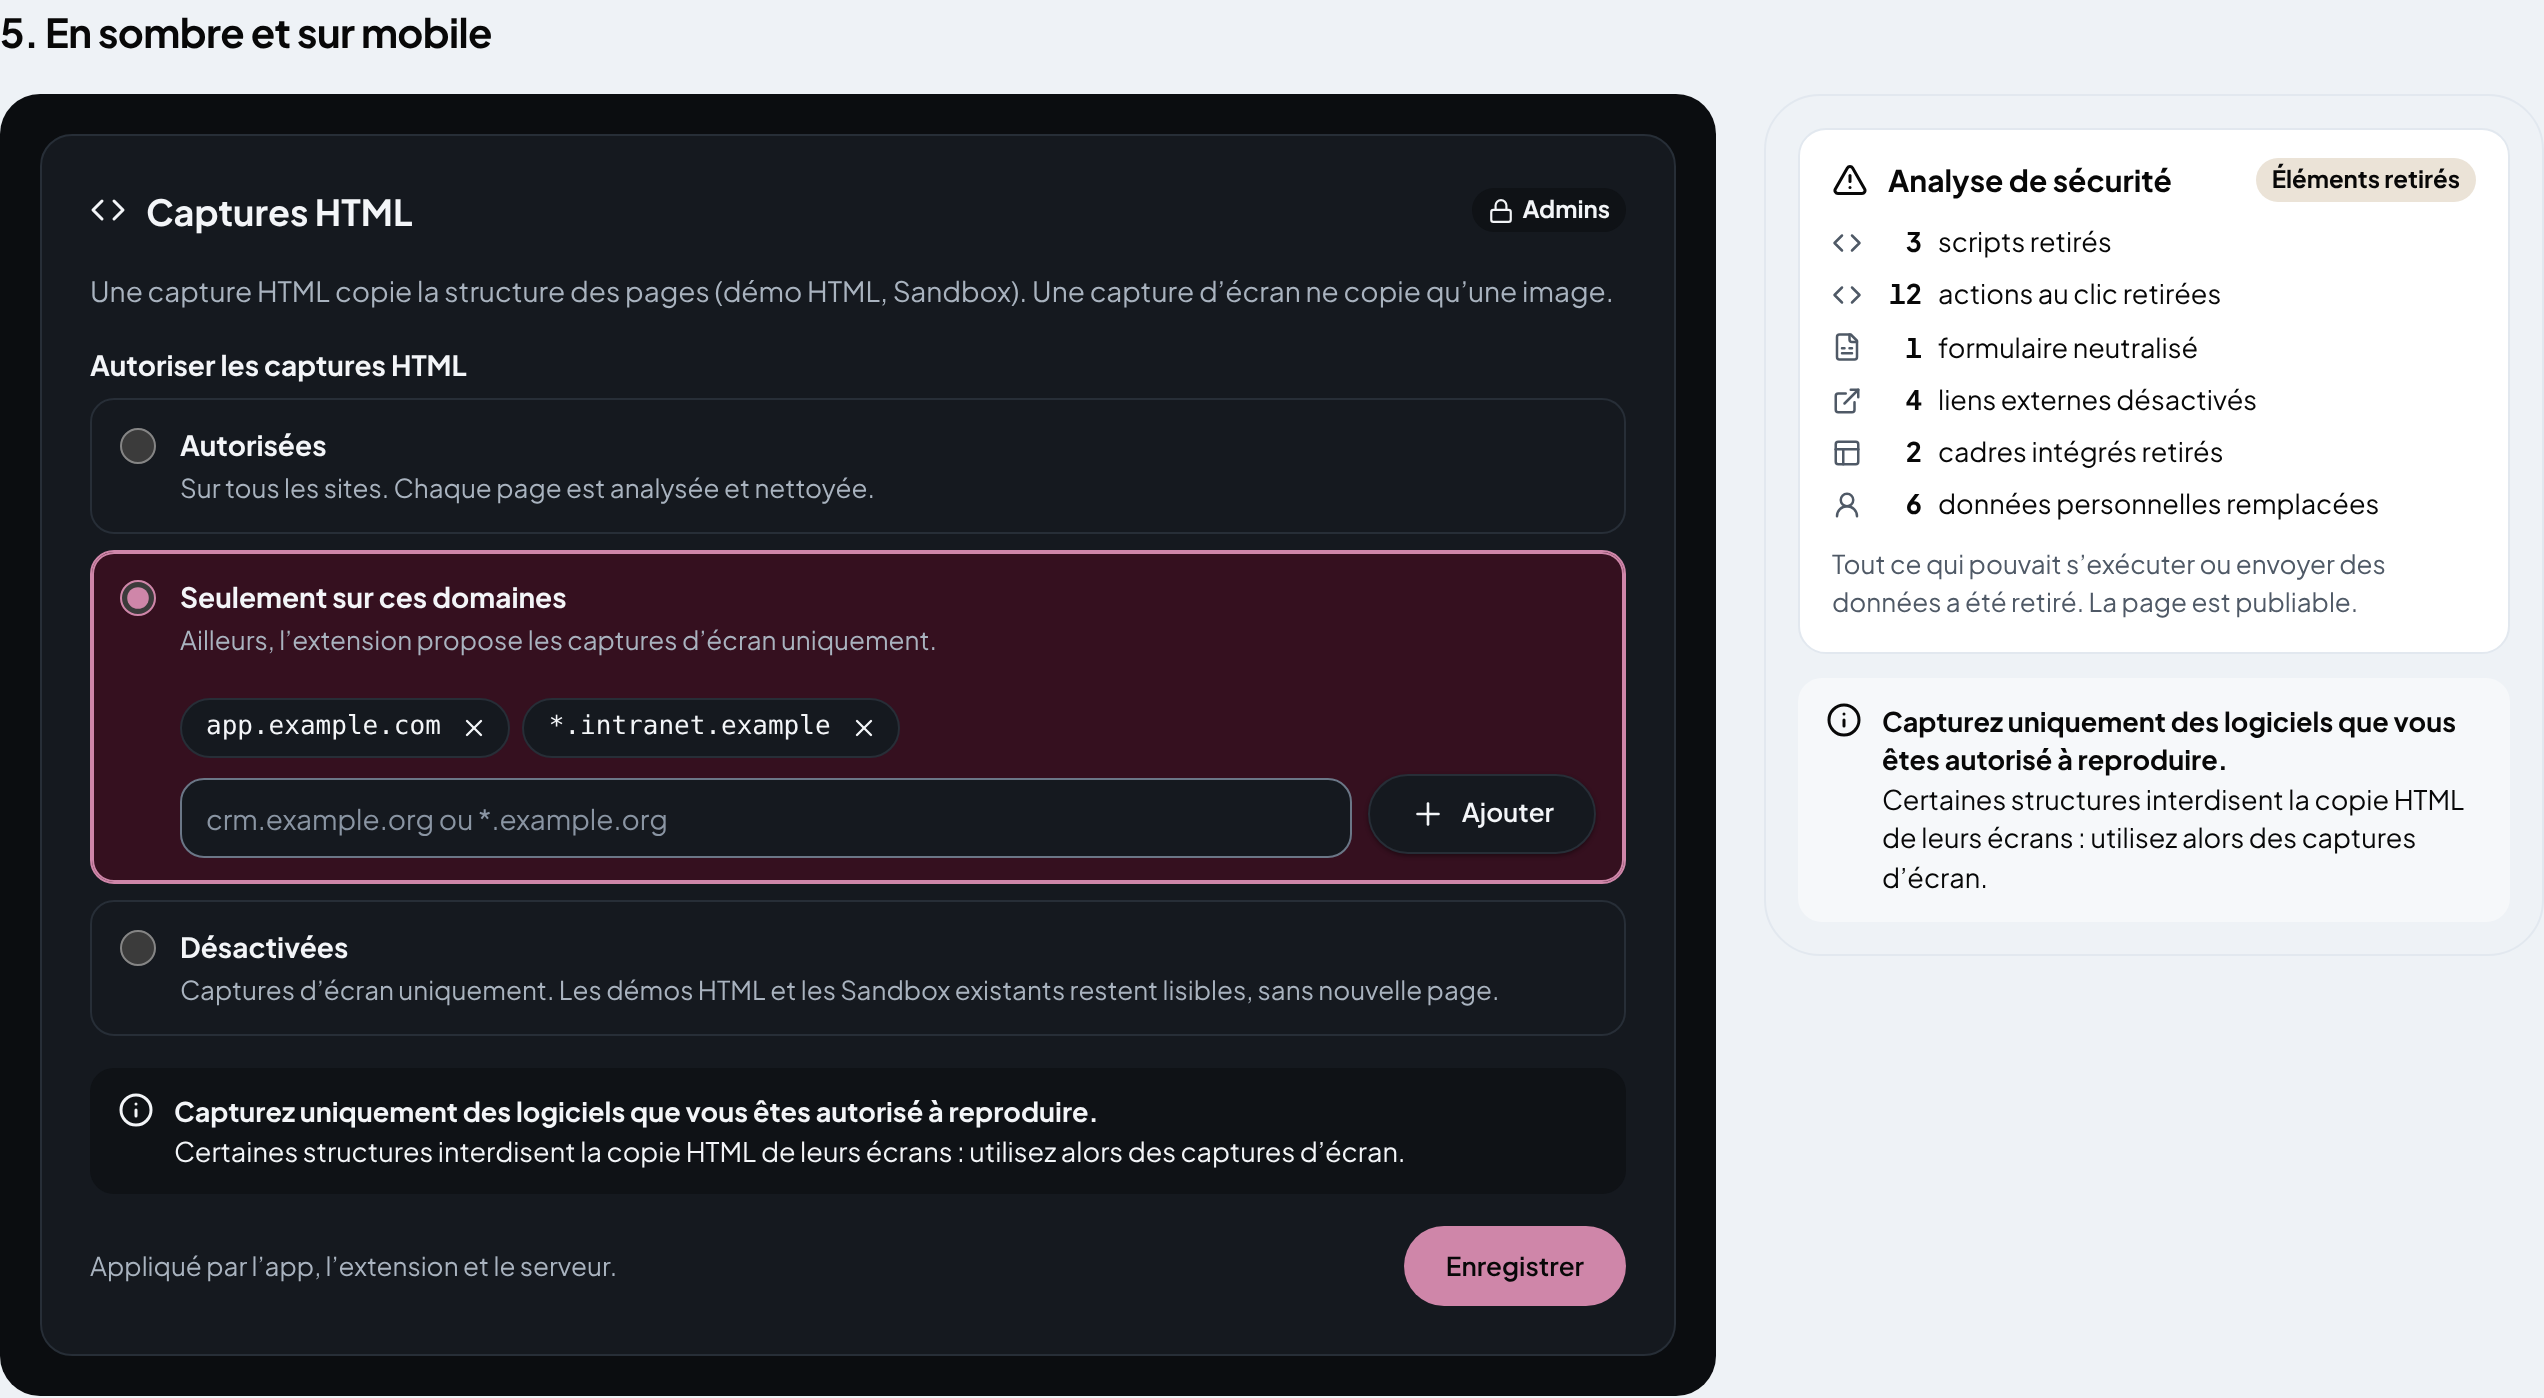 5. En sombre et sur mobile
Captures HTML
Admins
Une capture HTML copie la structure des pages (démo HTML, Sandbox). Une capture d’écran ne copie qu’une image.
Autoriser les captures HTML
Autorisées
Sur tous les sites. Chaque page est analysée et nettoyée.
Seulement sur ces domaines
Ailleurs, l’extension propose les captures d’écran uniquement.
app.example.com
*.intranet.example
crm.example.org ou *.example.org
Ajouter
Désactivées
Captures d’écran uniquement. Les démos HTML et les Sandbox existants restent lisibles, sans nouvelle page.
Capturez uniquement des logiciels que vous êtes autorisé à reproduire.
Certaines structures interdisent la copie HTML de leurs écrans : utilisez alors des captures d’écran.
Appliqué par l’app, l’extension et le serveur.
Enregistrer
Analyse de sécurité
Éléments retirés
3 scripts retirés
12 actions au clic retirées
1 formulaire neutralisé
4 liens externes désactivés
2 cadres intégrés retirés
6 données personnelles remplacées
Tout ce qui pouvait s’exécuter ou envoyer des
données a été retiré. La page est publiable.
Capturez uniquement des logiciels que vous
êtes autorisé à reproduire.
Certaines structures interdisent la copie HTML
de leurs écrans : utilisez alors des captures
d’écran.